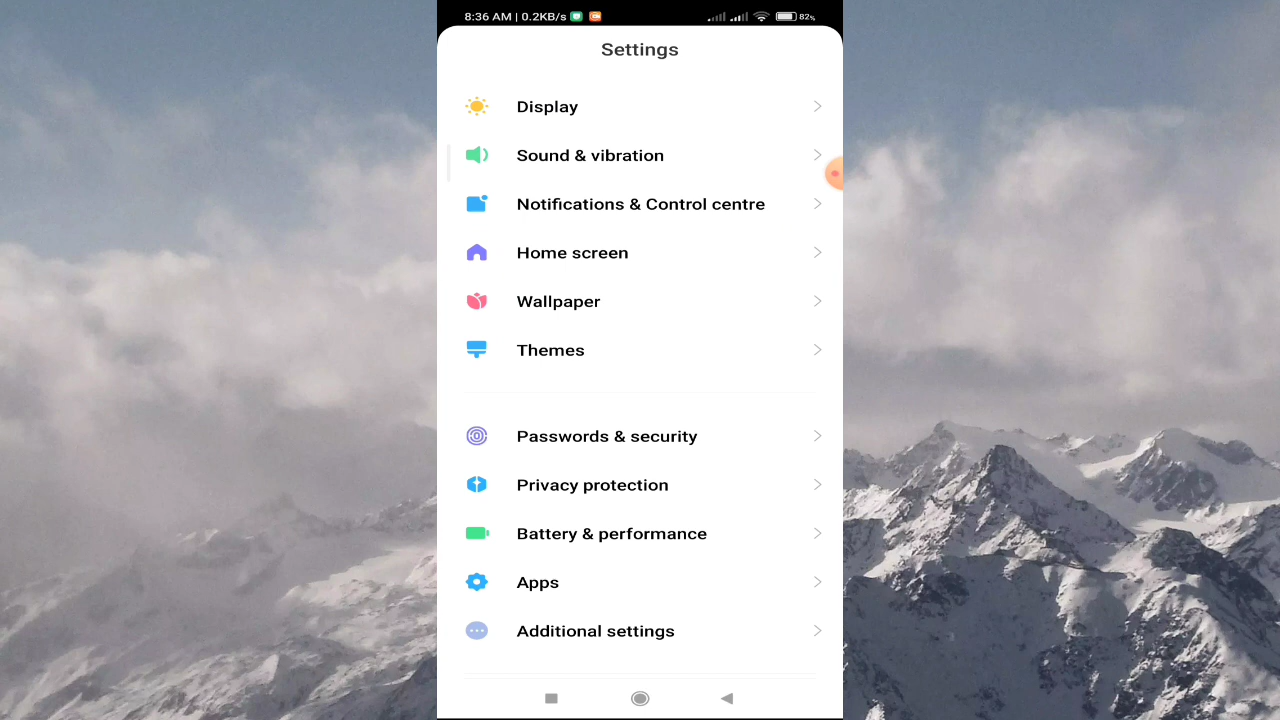 8:36 AM | 0.2KB/s 82%
Settings
Display
Sound & vibration
Notifications & Control centre
Home screen
Wallpaper
Themes
Passwords & security
Privacy protection
Battery & performance
Apps
Additional settings